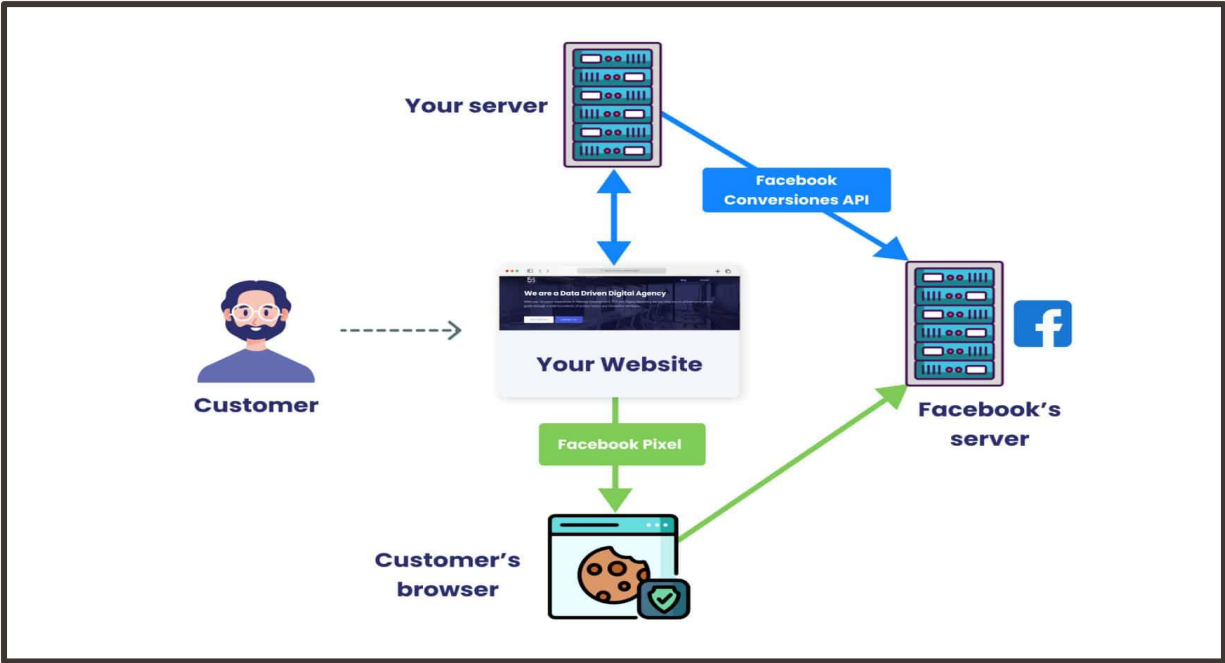 Your server
Facebook
Conversiones API
We are a Data Driven Digital Agency
Your Website
Customer
Facebook's
server
Facebook Pixel
Customer's
browser